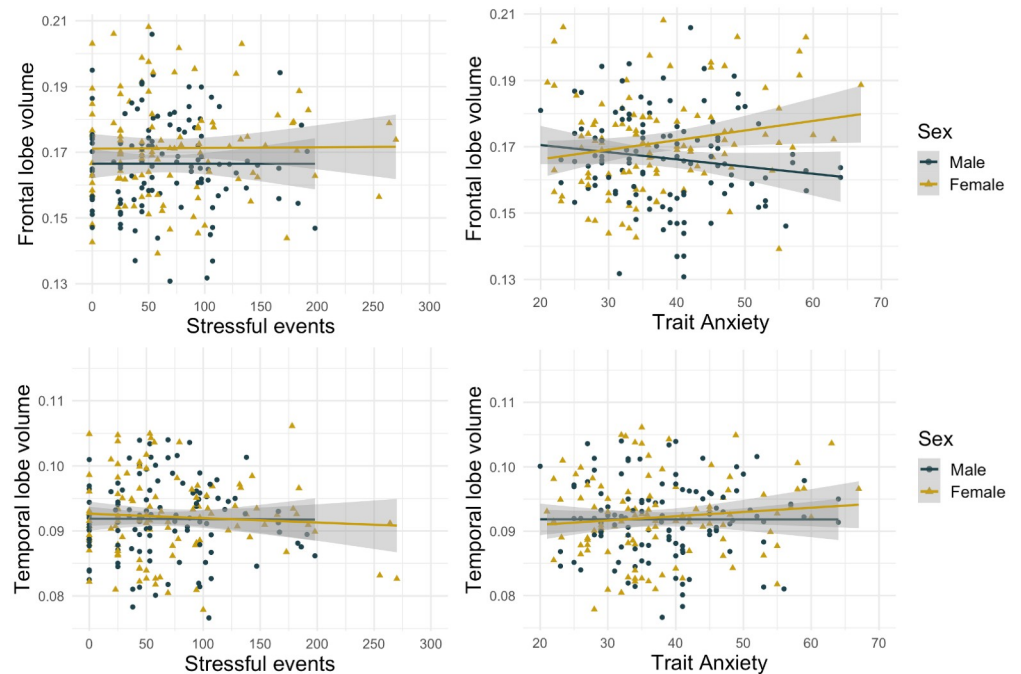 0.21
0.19
0.17
0.15
0.13
Frontal lobe volume
0 50 100 150 200 250 300
Stressful events
0.21
0.19
0.17
0.15
0.13
Frontal lobe volume
20 30 40 50 60 70
Trait Anxiety
Sex
Male
Female
0.11
0.10
0.09
0.08
Temporal lobe volume
0 50 100 150 200 250 300
Stressful events
0.11
0.10
0.09
0.08
Temporal lobe volume
20 30 40 50 60 70
Trait Anxiety
Sex
Male
Female